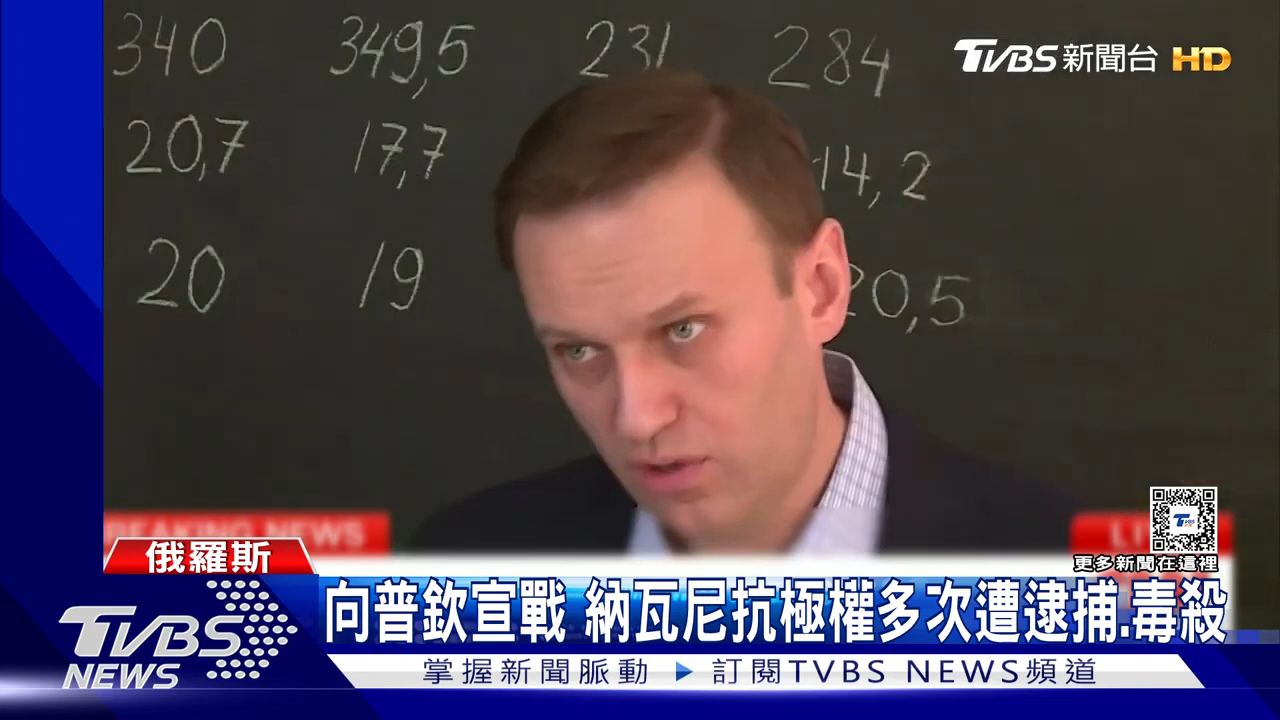 340 349,5 231 284
TVBS新聞台 HD
20,7 17,7 14,2
20 19 20,5
BREAKING NEWS
TVBS
更多新聞在這裡
俄羅斯
向普欽宣戰 納瓦尼抗極權多次遭逮捕.毒殺
TVBS
NEWS
掌握新聞脈動 ▶ 訂閱TVBS NEWS頻道